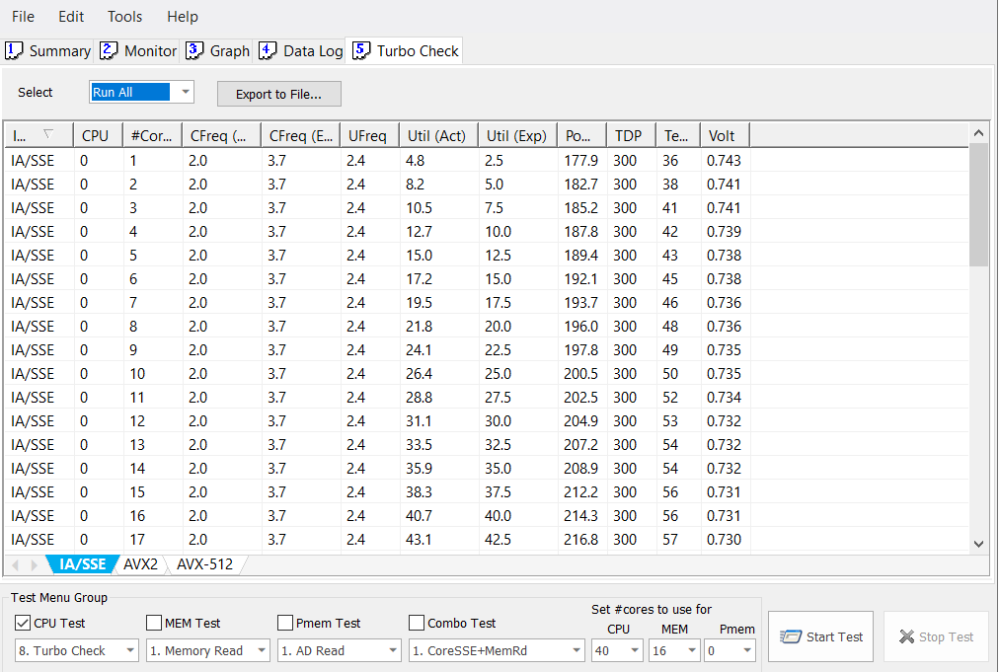 File Edit Tools Help
1 Summary 2 Monitor 3 Graph 4 Data Log 5 Turbo Check
Select Run All Export to File...
I... CPU #Cor... CFreq (... CFreq (E... UFreq Util (Act) Util (Exp) Po... TDP Te... Volt
IA/SSE 0 1 2.0 3.7 2.4 4.8 2.5 177.9 300 36 0.743
IA/SSE 0 2 2.0 3.7 2.4 8.2 5.0 182.7 300 38 0.741
IA/SSE 0 3 2.0 3.7 2.4 10.5 7.5 185.2 300 41 0.741
IA/SSE 0 4 2.0 3.7 2.4 12.7 10.0 187.8 300 42 0.739
IA/SSE 0 5 2.0 3.7 2.4 15.0 12.5 189.4 300 43 0.738
IA/SSE 0 6 2.0 3.7 2.4 17.2 15.0 192.1 300 45 0.738
IA/SSE 0 7 2.0 3.7 2.4 19.5 17.5 193.7 300 46 0.736
IA/SSE 0 8 2.0 3.7 2.4 21.8 20.0 196.0 300 48 0.736
IA/SSE 0 9 2.0 3.7 2.4 24.1 22.5 197.8 300 49 0.735
IA/SSE 0 10 2.0 3.7 2.4 26.4 25.0 200.5 300 50 0.735
IA/SSE 0 11 2.0 3.7 2.4 28.8 27.5 202.5 300 52 0.734
IA/SSE 0 12 2.0 3.7 2.4 31.1 30.0 204.9 300 53 0.732
IA/SSE 0 13 2.0 3.7 2.4 33.5 32.5 207.2 300 54 0.732
IA/SSE 0 14 2.0 3.7 2.4 35.9 35.0 208.9 300 54 0.732
IA/SSE 0 15 2.0 3.7 2.4 38.3 37.5 212.2 300 56 0.731
IA/SSE 0 16 2.0 3.7 2.4 40.7 40.0 214.3 300 56 0.731
IA/SSE 0 17 2.0 3.7 2.4 43.1 42.5 216.8 300 57 0.730
IA/SSE AVX2 AVX-512
Test Menu Group
Set #cores to use for
CPU Test MEM Test Pmem Test Combo Test CPU MEM Pmem
8. Turbo Check 1. Memory Read 1. AD Read 1. CoreSSE+MemRd 40 16 0
Start Test Stop Test